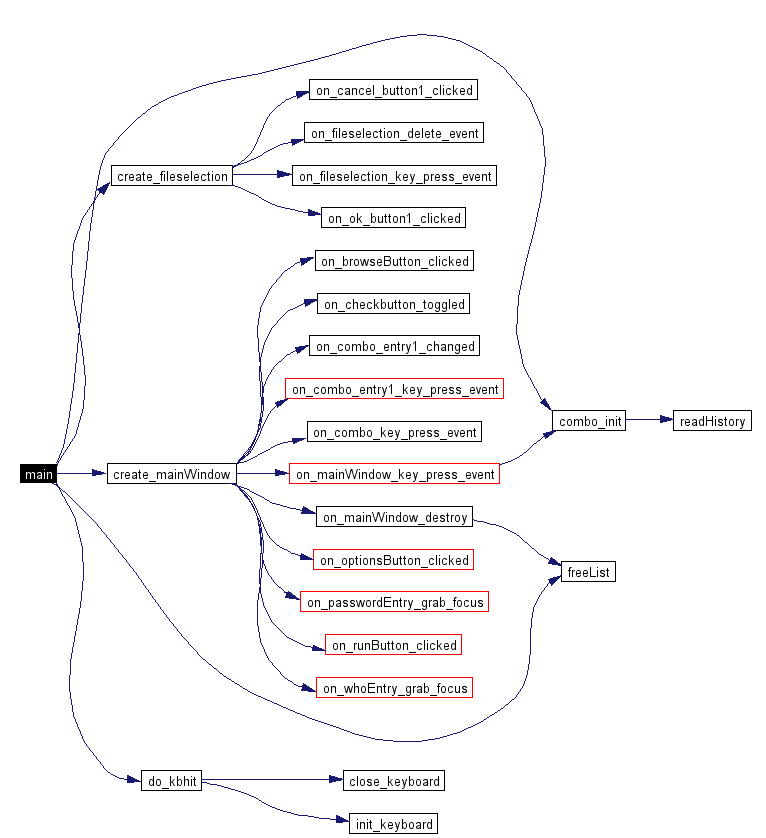 on_cancel_button1_clicked
on_fileselection_delete_event
create_fileselection
on_fileselection_key_press_event
on_ok_button1_clicked
on_browseButton_clicked
on_checkbutton_toggled
on_combo_entry1_changed
on_combo_entry1_key_press_event
combo_init
readHistory
on_combo_key_press_event
main
create_mainWindow
on_mainWindow_key_press_event
on_mainWindow_destroy
on_optionsButton_clicked
freeList
on_passwordEntry_grab_focus
on_runButton_clicked
on_whoEntry_grab_focus
do_kbhit
close_keyboard
init_keyboard